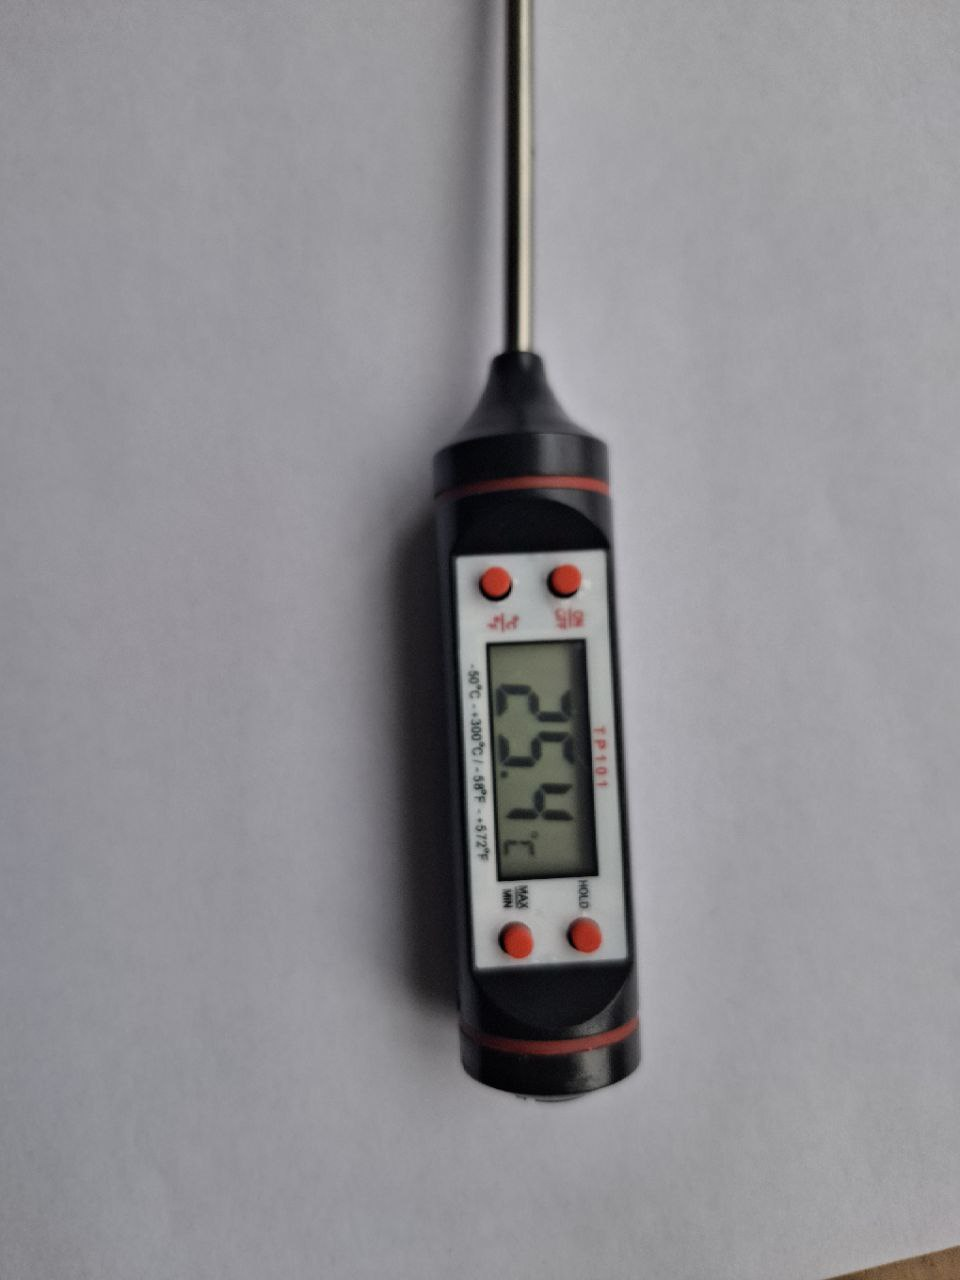 TP101
ON
OFF
°C
°F
25.4°C
HOLD
MAX
MIN
-50°C - +300°C / - 58°F - +572°F